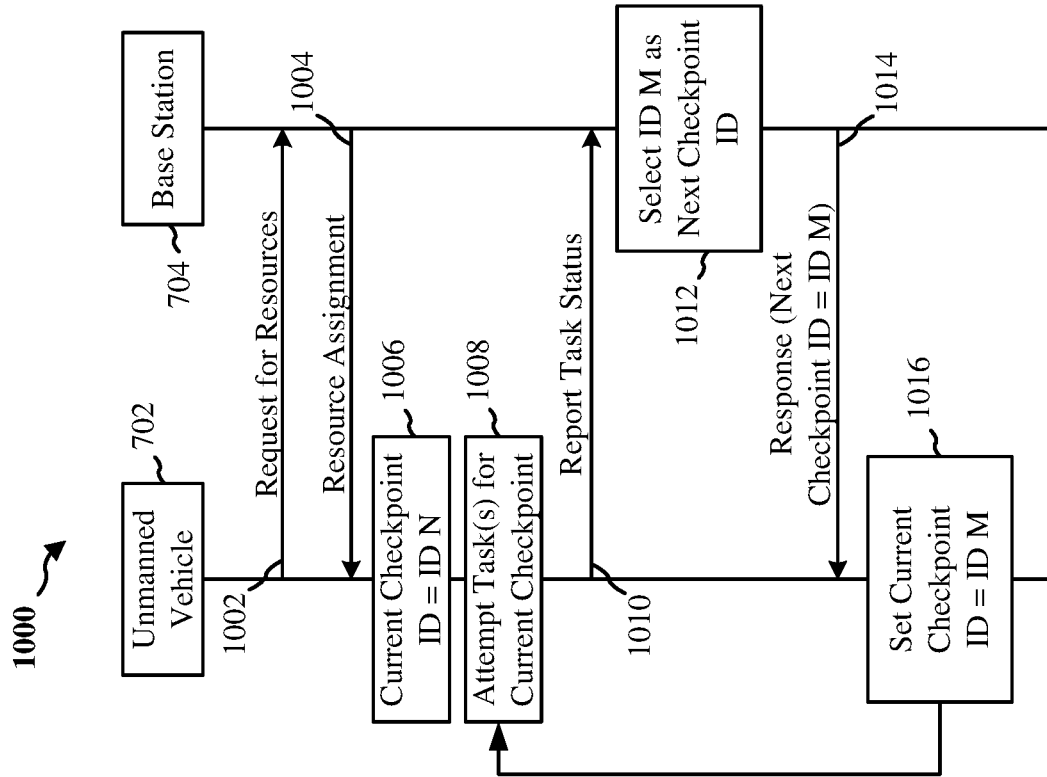 1000
Unmanned
Vehicle
702
Base Station
704
1002
Request for Resources
1004
Resource Assignment
Current Checkpoint
ID = ID N
1006
Attempt Task(s) for
Current Checkpoint
1008
Report Task Status
1010
Select ID M as
Next Checkpoint
ID
1012
Response (Next
Checkpoint ID = ID M)
1014
Set Current
Checkpoint
ID = ID M
1016